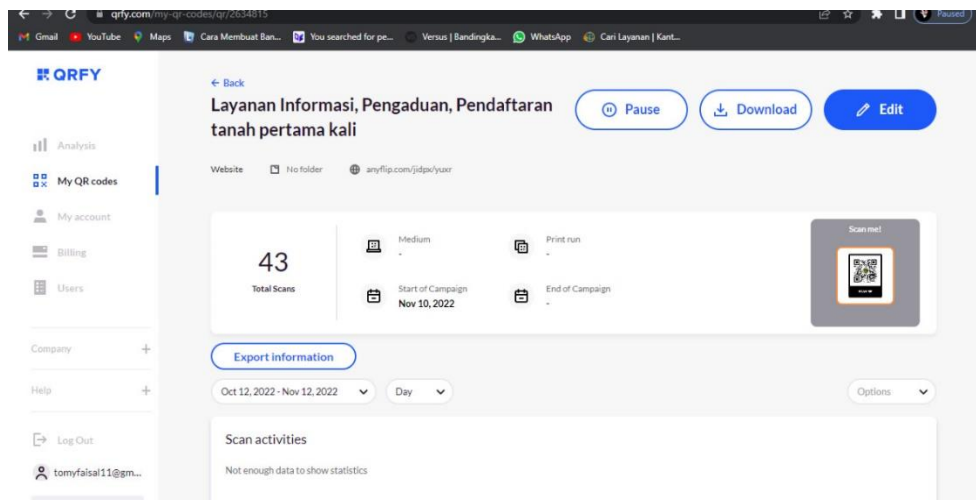 qrfy.com/my-qr-codes/qr/2634815
Paused
Gmail YouTube Maps Cara Membuat Ban... You searched for pe... Versus | Bandingka... WhatsApp Cari Layanan | Kant...
QRFY
Analysis
My QR codes
My account
Billing
Users
Company
Help
Log Out
tomyfaisal11@gm...
← Back
Layanan Informasi, Pengaduan, Pendaftaran
tanah pertama kali
Pause
Download
Edit
Website No folder anyflip.com/jidpx/yuxr
43
Total Scans
Medium
-
Print run
-
Start of Campaign
Nov 10, 2022
End of Campaign
-
Scan me!
Export information
Oct 12, 2022 - Nov 12, 2022
Day
Options
Scan activities
Not enough data to show statistics